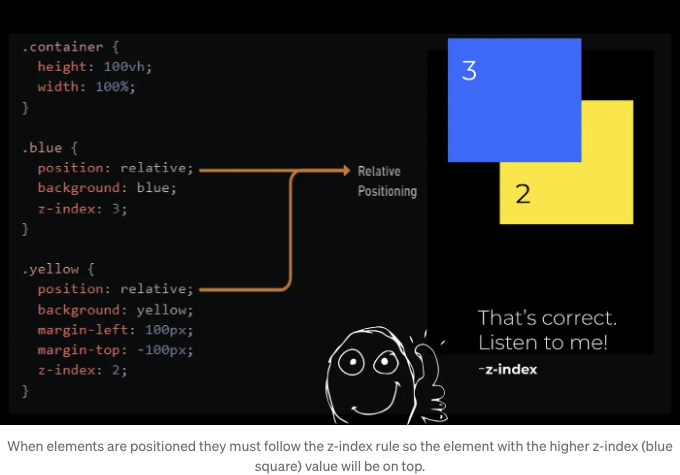 .container {
height: 100vh;
width: 100%;
}
.blue {
position: relative;
background: blue;
z-index: 3;
}
.yellow {
position: relative;
background: yellow;
margin-left: 100px;
margin-top: -100px;
z-index: 2;
}
Relative
Positioning
3
2
That's correct.
Listen to me!
-z-index
When elements are positioned they must follow the z-index rule so the element with the higher z-index (blue
square) value will be on top.